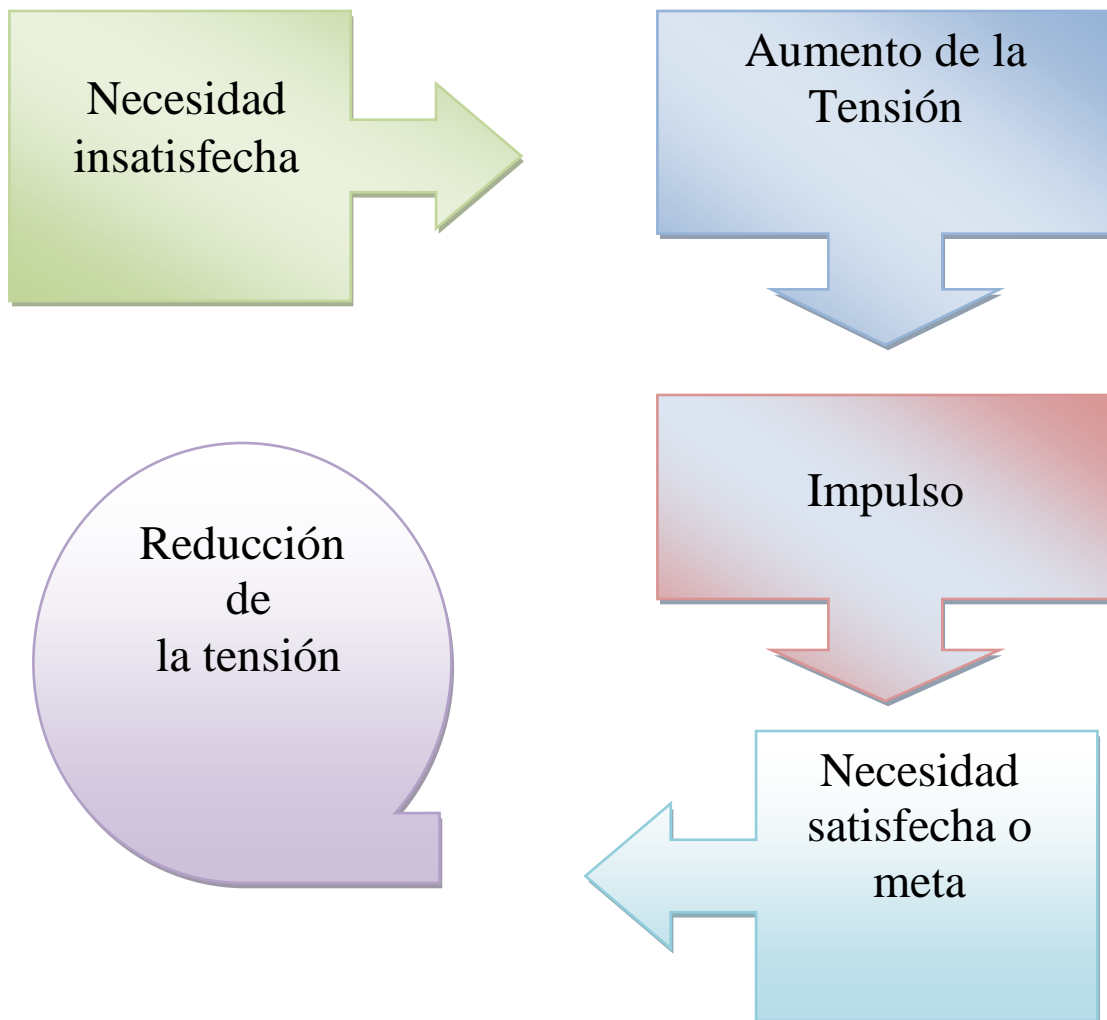 Necesidad
insatisfecha
Aumento de la
Tensión
Impulso
Necesidad
satisfecha o
meta
Reducción
de
la tensión